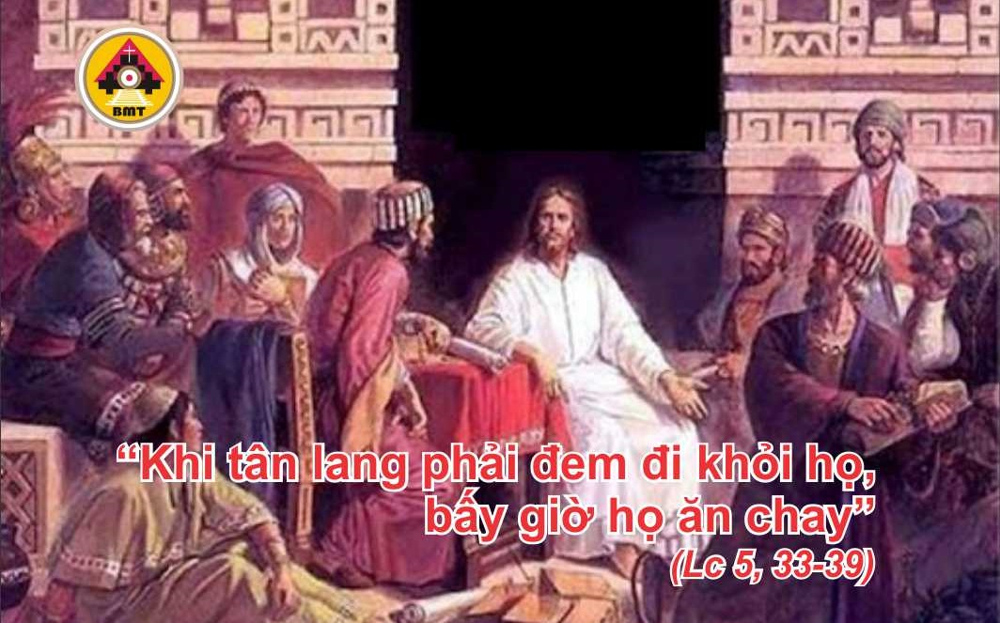 BMT
“Khi tân lang phải đem đi khỏi họ,
bấy giờ họ ăn chay”
(Lc 5, 33-39)